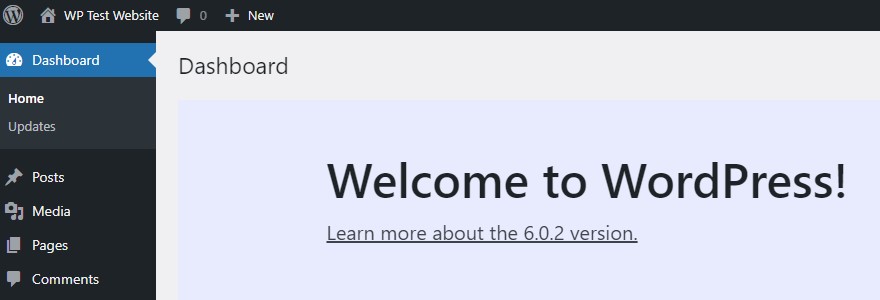 WP Test Website 0 New
Dashboard
Home
Updates
Posts
Media
Pages
Comments
Dashboard
Welcome to WordPress!
Learn more about the 6.0.2 version.